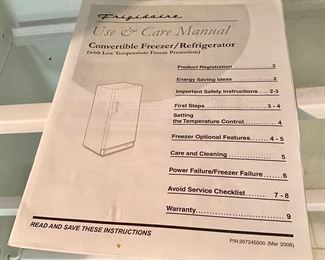 Frigidaire
Use & Care Manual
Convertible Freezer/Refrigerator
(with Low Temperature Freeze Protection)
Product Registration ..................... 2
Energy Saving Ideas ..................... 2
Important Safety Instructions .... 2-3
First Steps ................................ 3 - 4
Setting
the Temperature Control ............. 4
Freezer Optional Features ....... 4 - 5
Care and Cleaning ....................... 5
Power Failure/Freezer Failure ..... 6
Avoid Service Checklist ............. 7 - 8
Warranty ..................................... 9
READ AND SAVE THESE INSTRUCTIONS
P/N 297245000 (Mar 2008)